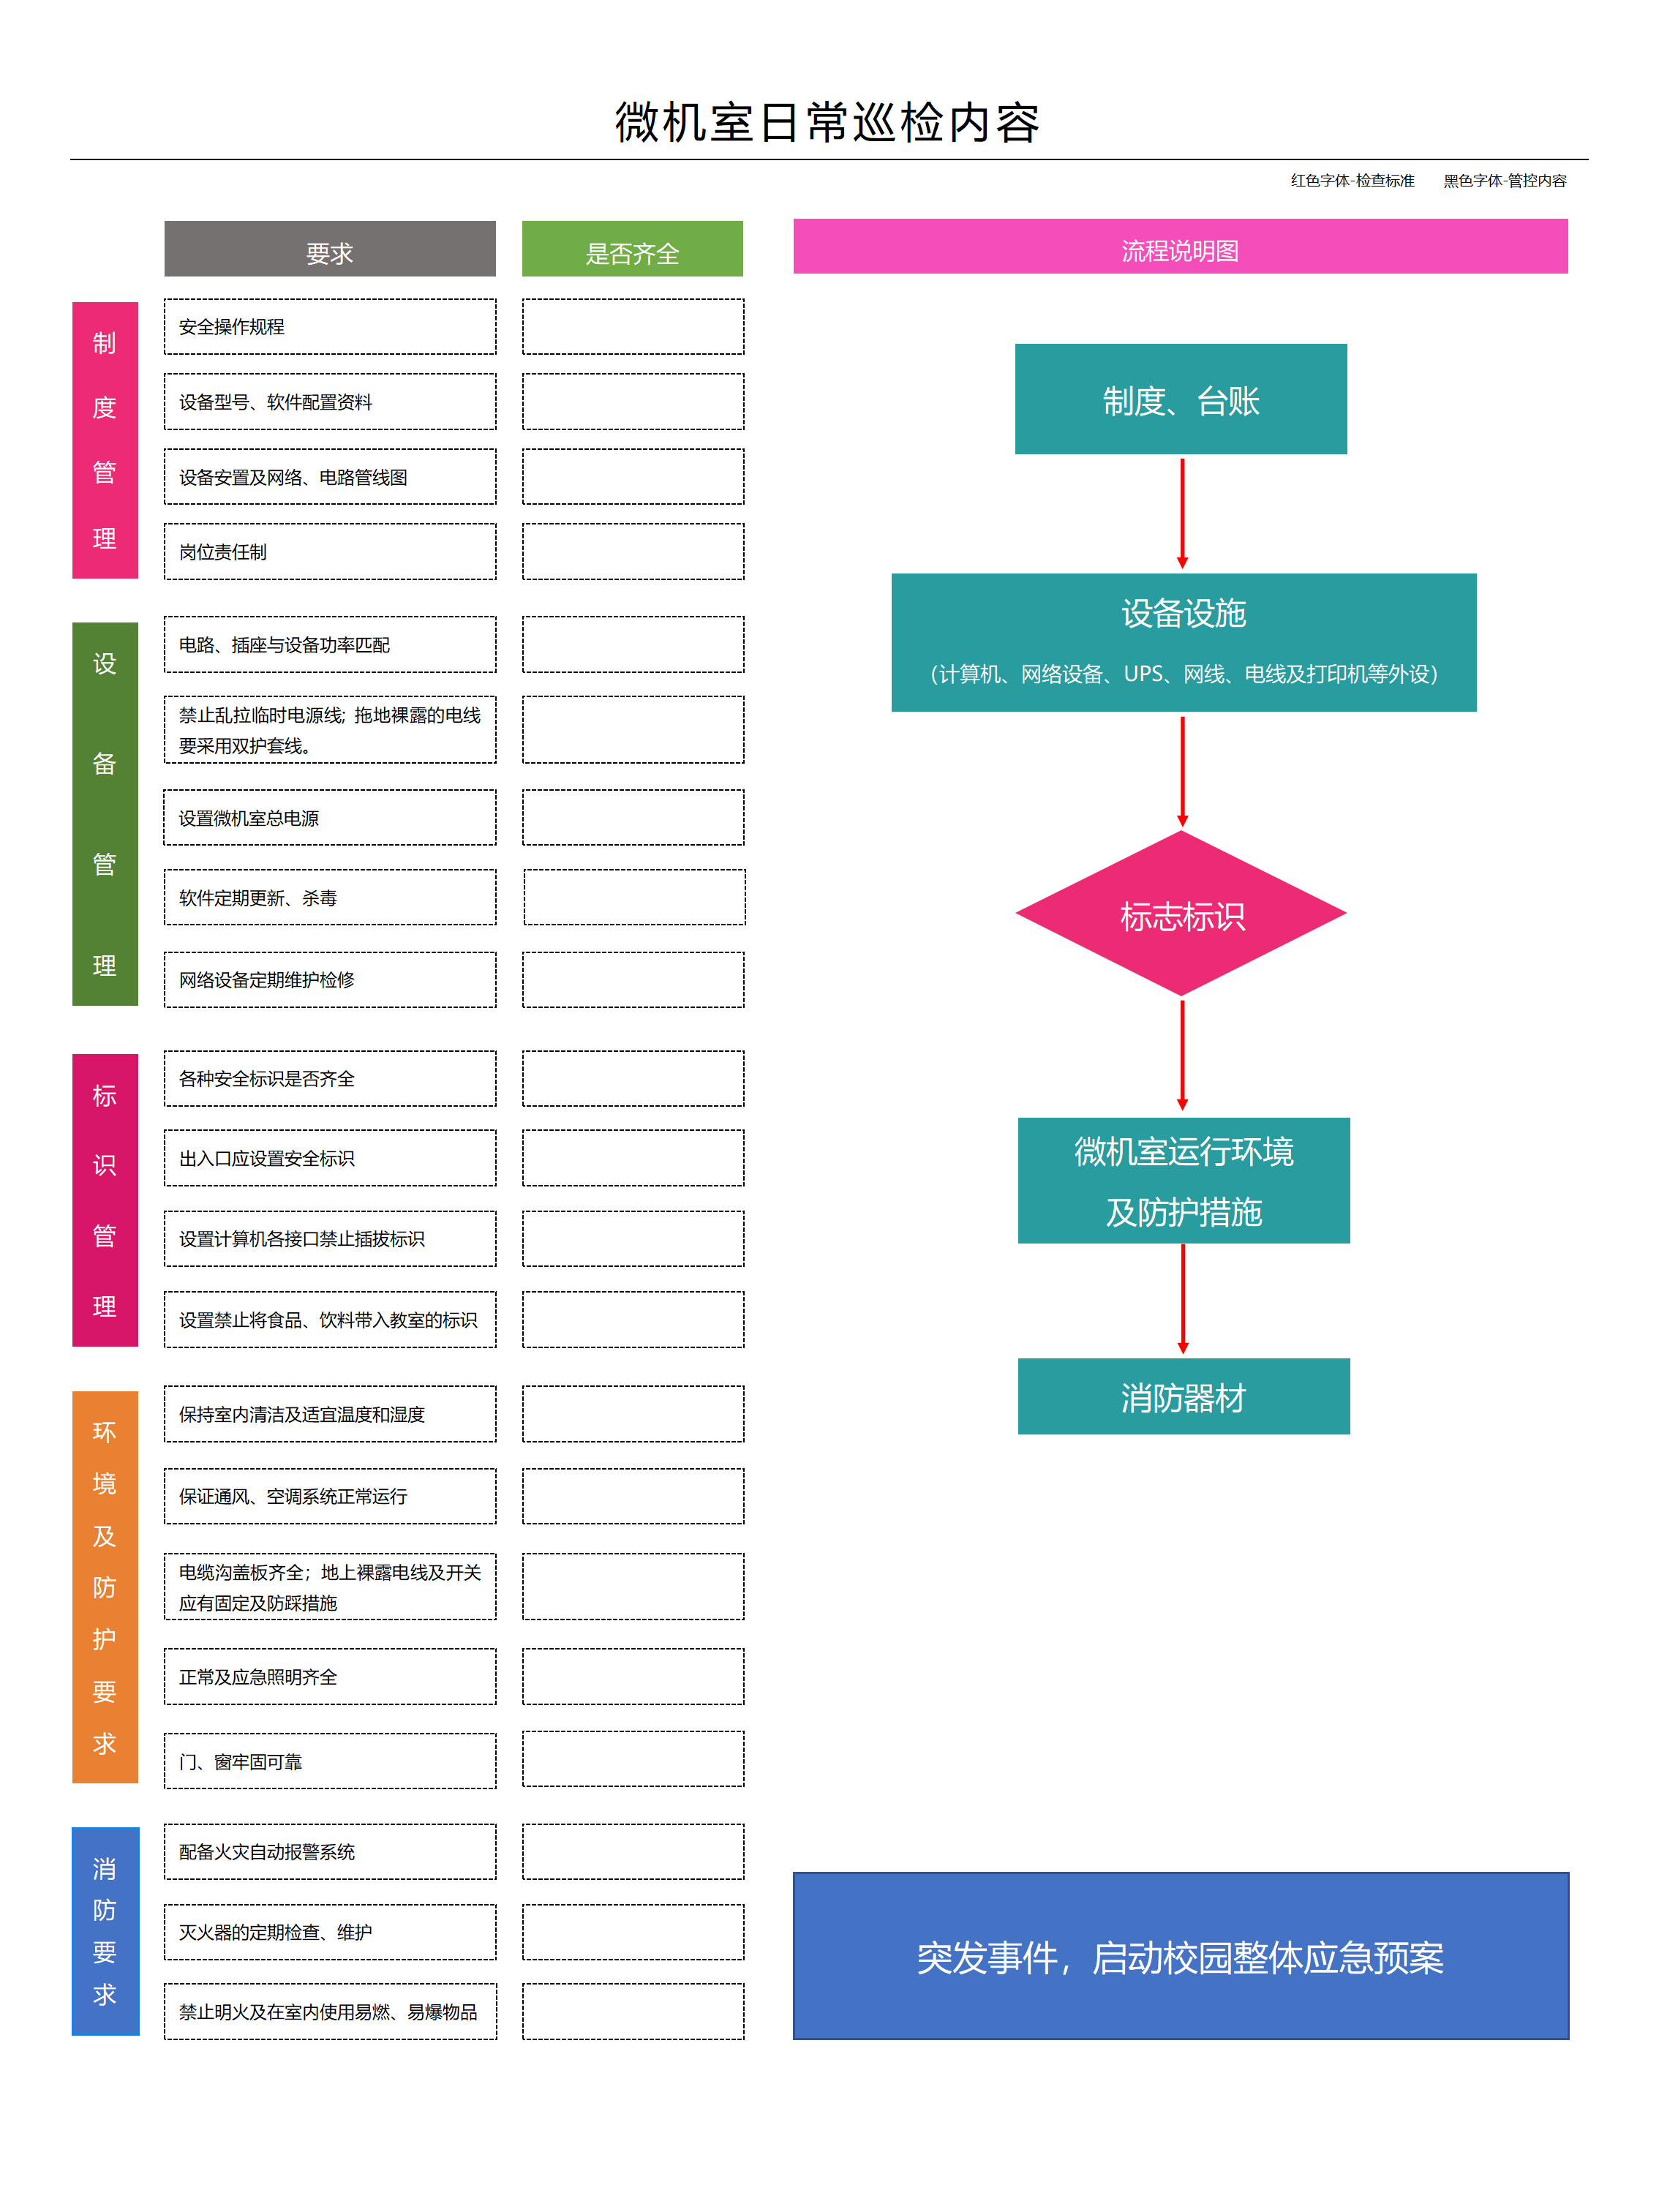 微机室日常巡检内容
红色字体-检查标准 黑色字体-管控内容
要求
是否齐全
流程说明图
制度管理
安全操作规程
设备型号、软件配置资料
设备安置及网络、电路管线图
岗位责任制
设备管理
电路、插座与设备功率匹配
禁止乱拉临时电源线; 拖地裸露的电线
要采用双护套线。
设置微机室总电源
软件定期更新、杀毒
网络设备定期维护检修
标识管理
各种安全标识是否齐全
出入口应设置安全标识
设置计算机各接口禁止插拔标识
设置禁止将食品、饮料带入教室的标识
环境及防护要求
保持室内清洁及适宜温度和湿度
保证通风、空调系统正常运行
电缆沟盖板齐全；地上裸露电线及开关
应有固定及防踩措施
正常及应急照明齐全
门、窗牢固可靠
消防要求
配备火灾自动报警系统
灭火器的定期检查、维护
禁止明火及在室内使用易燃、易爆物品
制度、台账
设备设施
（计算机、网络设备、UPS、网线、电线及打印机等外设）
标志标识
微机室运行环境
及防护措施
消防器材
突发事件，启动校园整体应急预案